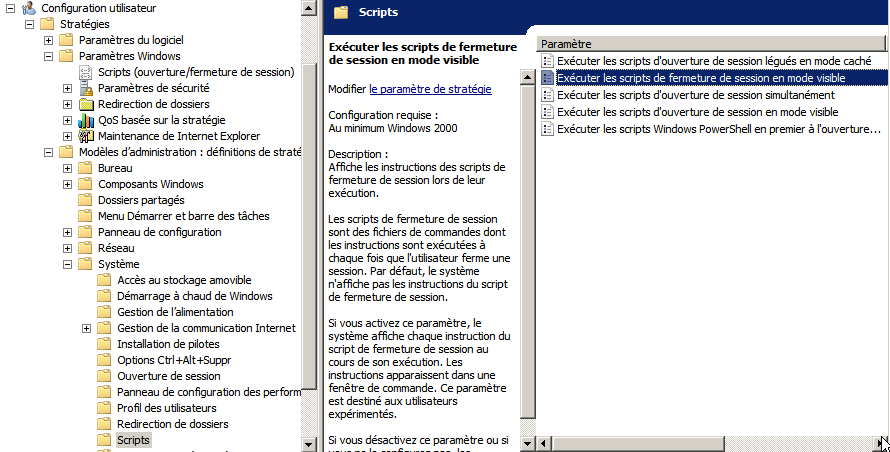 Configuration utilisateur
Stratégies
Paramètres du logiciel
Paramètres Windows
Scripts (ouverture/fermeture de session)
Paramètres de sécurité
Redirection de dossiers
QoS basée sur la stratégie
Maintenance de Internet Explorer
Modèles d'administration : définitions de straté
Bureau
Composants Windows
Dossiers partagés
Menu Démarrer et barre des tâches
Panneau de configuration
Réseau
Système
Accès au stockage amovible
Démarrage à chaud de Windows
Gestion de l'alimentation
Gestion de la communication Internet
Installation de pilotes
Options Ctrl+Alt+Suppr
Ouverture de session
Panneau de configuration des perform
Profil des utilisateurs
Redirection de dossiers
Scripts
Scripts
Exécuter les scripts de fermeture
de session en mode visible
Modifier le paramètre de stratégie
Configuration requise :
Au minimum Windows 2000
Description :
Affiche les instructions des scripts de
fermeture de session lors de leur
exécution.
Les scripts de fermeture de session
sont des fichiers de commandes dont
les instructions sont exécutées à
chaque fois que l'utilisateur ferme une
session. Par défaut, le système
n'affiche pas les instructions du script
de fermeture de session.
Si vous activez ce paramètre, le
système affiche chaque instruction du
script de fermeture de session au
cours de son exécution. Les
instructions apparaissent dans une
fenêtre de commande. Ce paramètre
est destiné aux utilisateurs
expérimentés.
Si vous désactivez ce paramètre ou si
Paramètre
Exécuter les scripts d'ouverture de session légués en mode caché
Exécuter les scripts de fermeture de session en mode visible
Exécuter les scripts d'ouverture de session simultanément
Exécuter les scripts d'ouverture de session en mode visible
Exécuter les scripts Windows PowerShell en premier à l'ouverture...